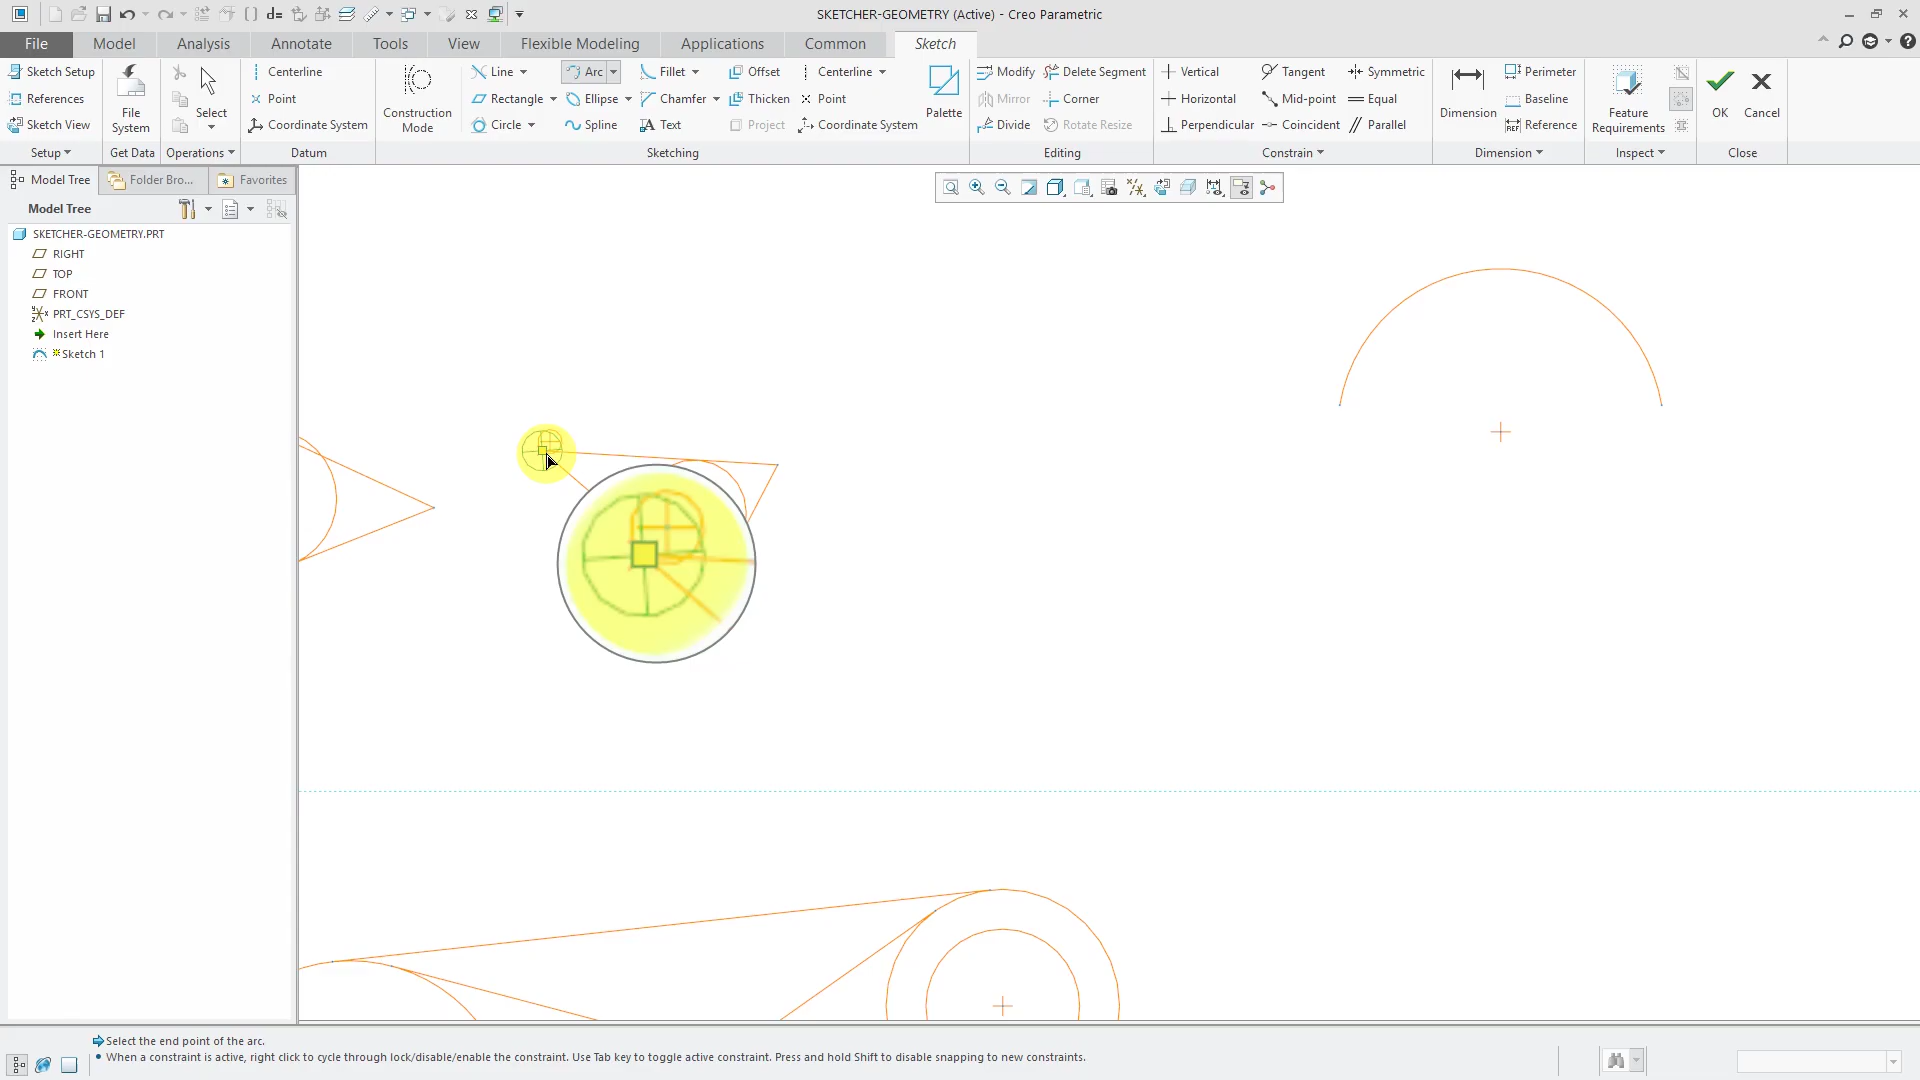 SKETCHER-GEOMETRY (Active) - Creo Parametric
File Model Analysis Annotate Tools View Flexible Modeling Applications Common Sketch
Sketch Setup
References
Sketch View
Setup
File
System
Get Data
Select
Operations
Centerline
Point
Coordinate System
Datum
Construction
Mode
Line
Rectangle
Circle
Arc
Ellipse
Spline
Fillet
Chamfer
Text
Offset
Thicken
Project
Centerline
Point
Coordinate System
Palette
Sketching
Modify
Mirror
Divide
Delete Segment
Corner
Rotate Resize
Editing
Vertical
Horizontal
Perpendicular
Tangent
Mid-point
Coincident
Symmetric
Equal
Parallel
Constrain
Dimension
Perimeter
Baseline
Reference
Dimension
Feature
Requirements
Inspect
OK
Cancel
Close
Model Tree
Folder Bro...
Favorites
Model Tree
SKETCHER-GEOMETRY.PRT
RIGHT
TOP
FRONT
PRT_CSYS_DEF
Insert Here
Sketch 1
Select the end point of the arc.
When a constraint is active, right click to cycle through lock/disable/enable the constraint. Use Tab key to toggle active constraint. Press and hold Shift to disable snapping to new constraints.